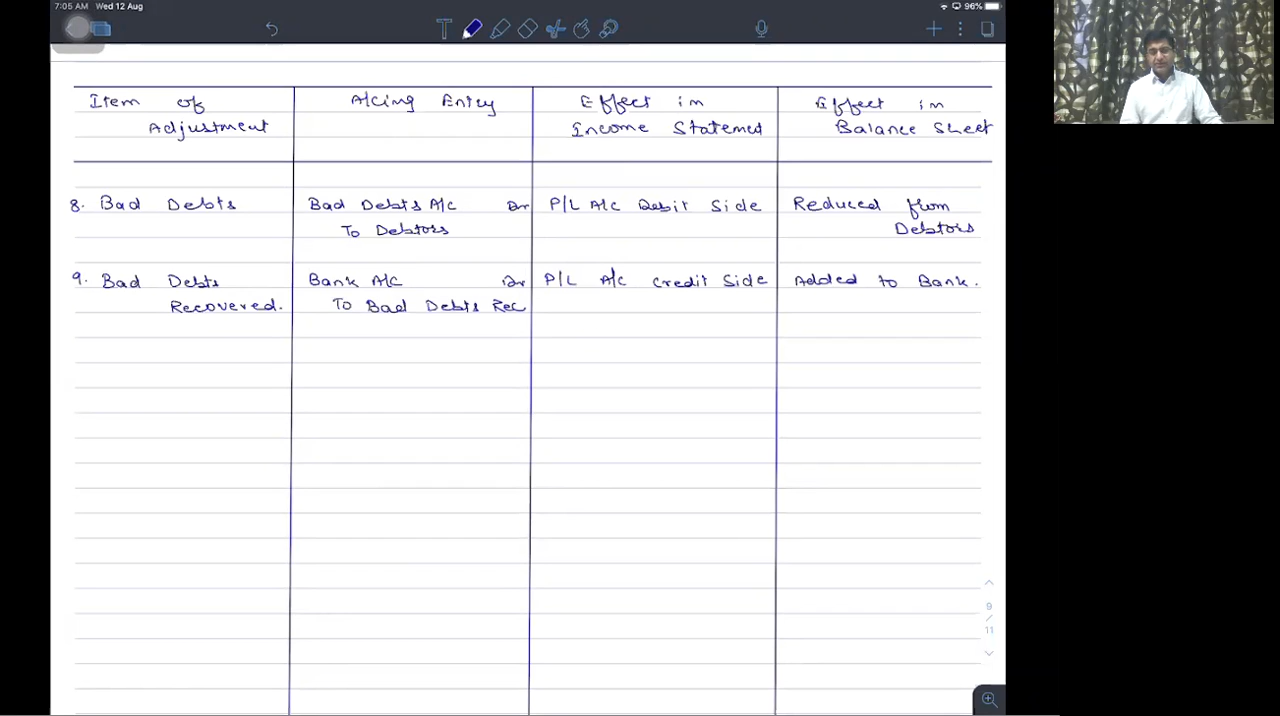 7:05 AM Wed 12 Aug
96%
Item of Adjustment
A/cing Entry
Effect in Income Statement
Effect in Balance Sheet
8. Bad Debts
Bad Debts A/c Dr
To Debtors
P/L A/c Debit Side
Reduced from
Debtors
9. Bad Debts
Recovered.
Bank A/c Dr
To Bad Debts Rec
P/L A/c Credit Side
Added to Bank.
9
/
11